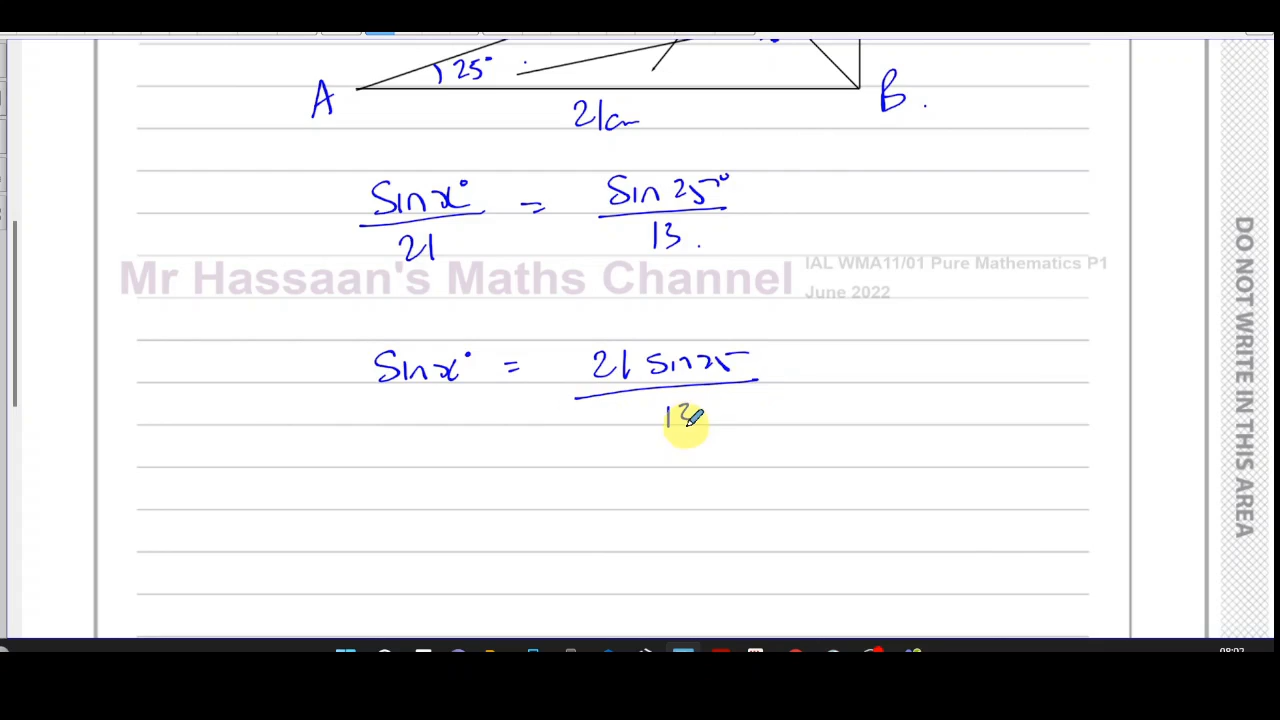 25°
A
B.
21cm
Sin x° = Sin 25°
21 13.
Mr Hassaan's Maths Channel
IAL WMA11/01 Pure Mathematics P1
June 2022
Sin x° = 21 sin 25
13
DO NOT WRITE IN THIS AREA